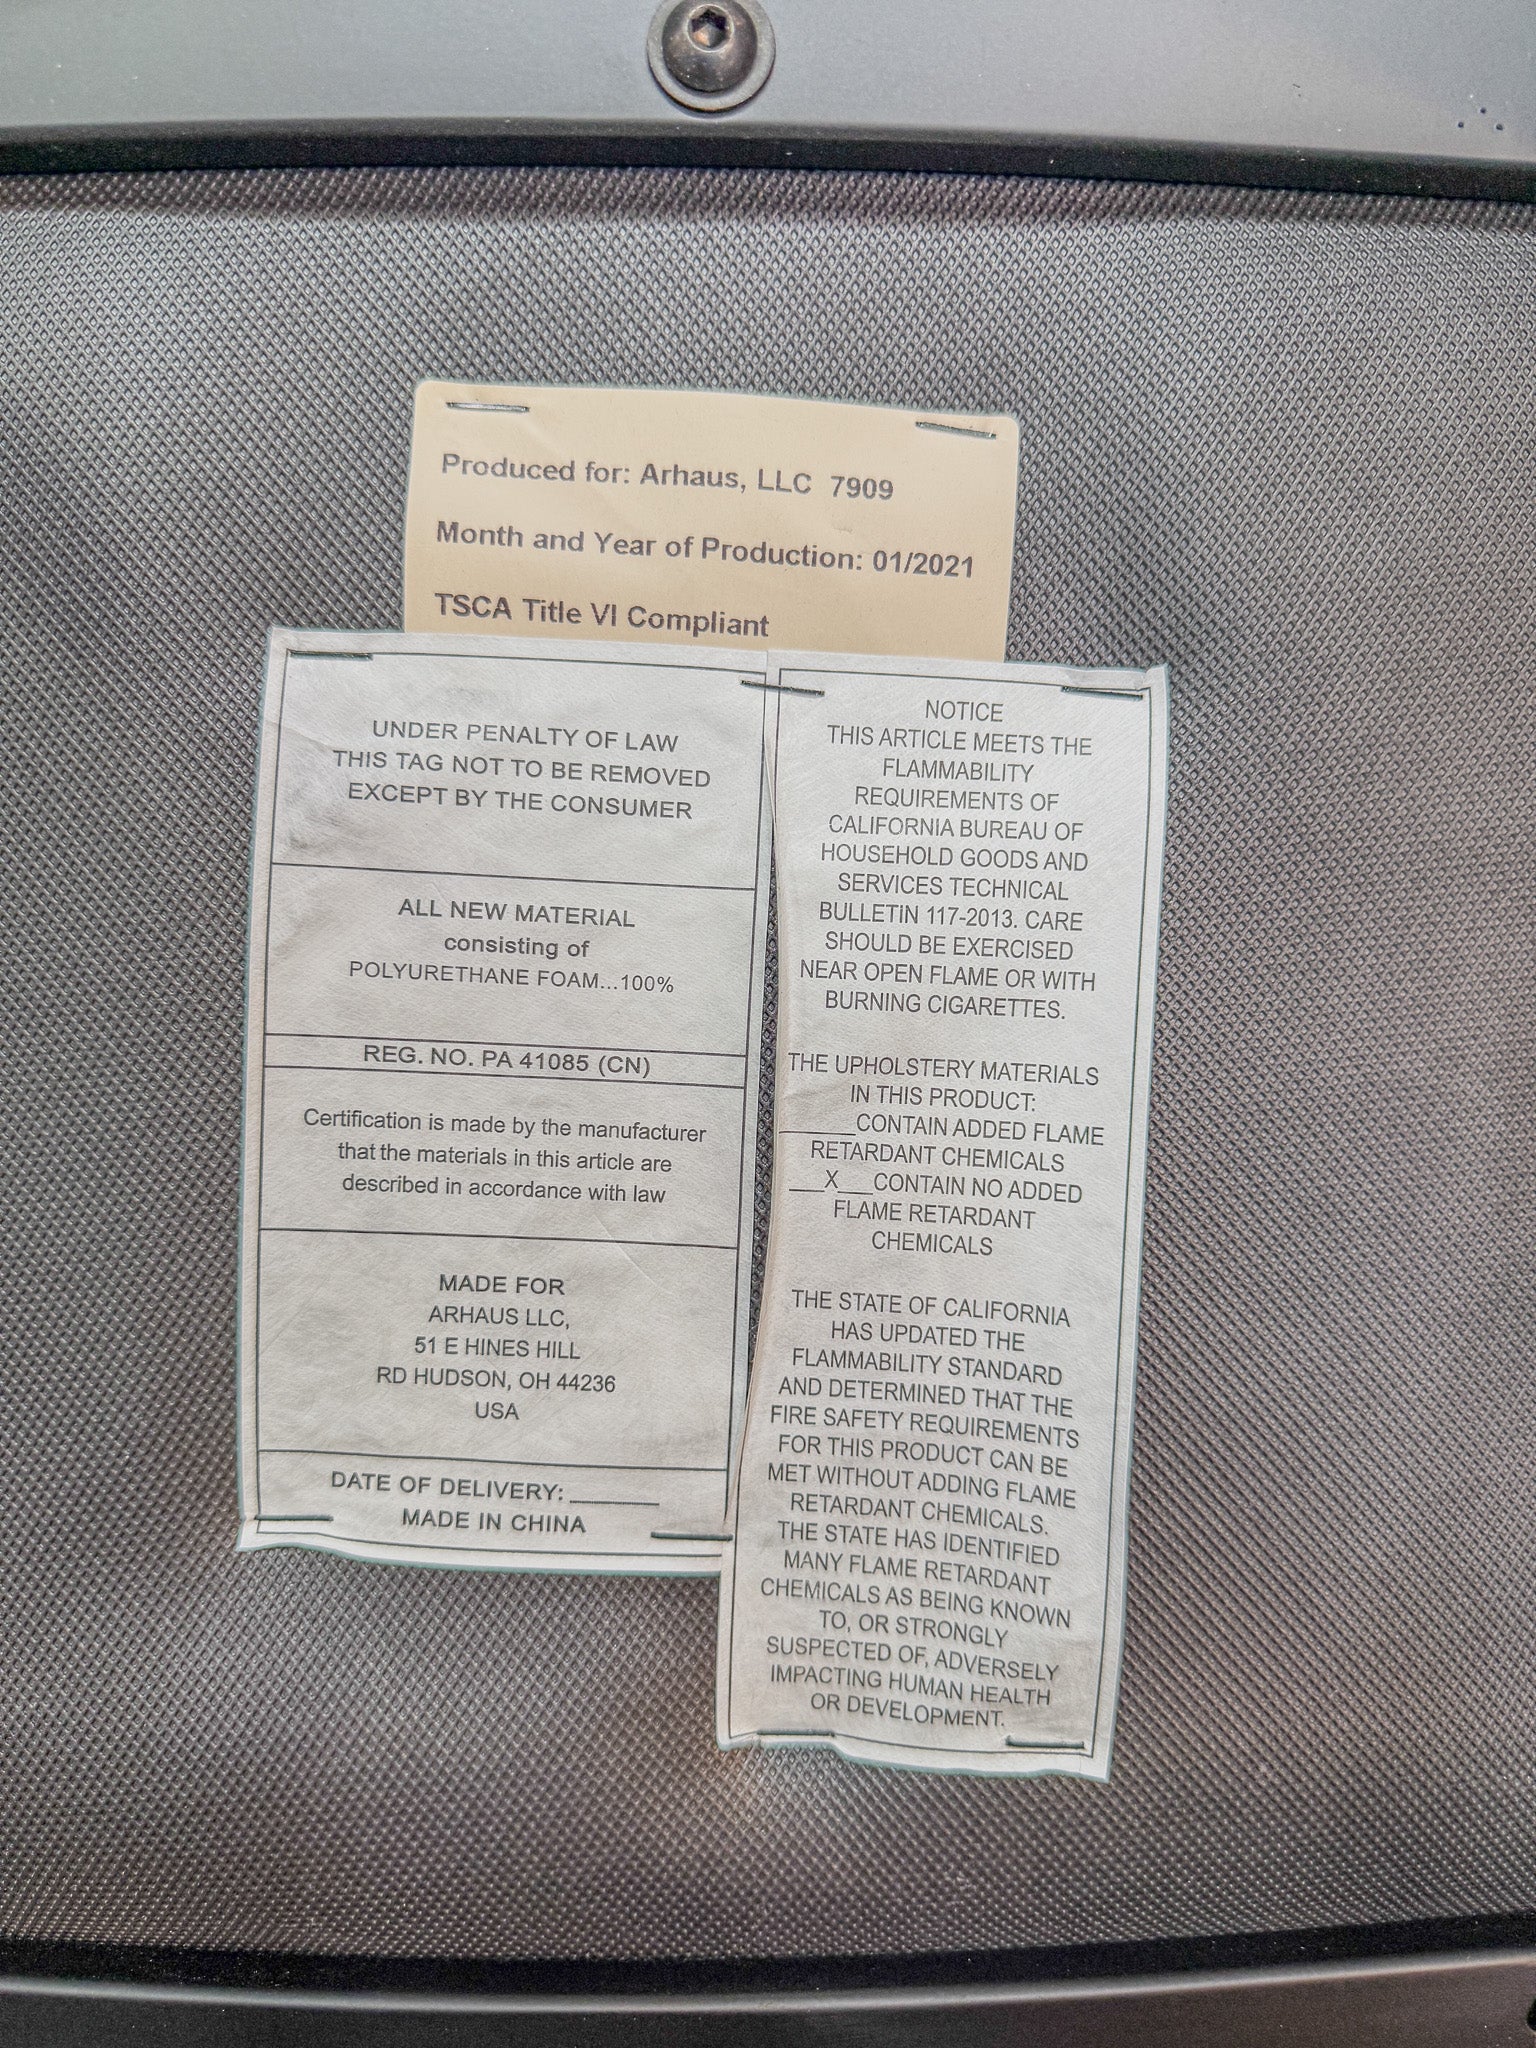 Produced for: Arhaus, LLC 7909
Month and Year of Production: 01/2021
TSCA Title VI Compliant
UNDER PENALTY OF LAW
THIS TAG NOT TO BE REMOVED
EXCEPT BY THE CONSUMER
ALL NEW MATERIAL
consisting of
POLYURETHANE FOAM...100%
REG. NO. PA 41085 (CN)
Certification is made by the manufacturer
that the materials in this article are
described in accordance with law
MADE FOR
ARHAUS LLC,
51 E HINES HILL
RD HUDSON, OH 44236
USA
DATE OF DELIVERY: _______
MADE IN CHINA
NOTICE
THIS ARTICLE MEETS THE
FLAMMABILITY
REQUIREMENTS OF
CALIFORNIA BUREAU OF
HOUSEHOLD GOODS AND
SERVICES TECHNICAL
BULLETiN 117-2013. CARE
SHOULD BE EXERCISED
NEAR OPEN FLAME OR WITH
BURNING CIGARETTES.
THE UPHOLSTERY MATERIALS
IN THIS PRODUCT:
______CONTAIN ADDED FLAME
RETARDANT CHEMICALS
___X___CONTAIN NO ADDED
FLAME RETARDANT
CHEMICALS
THE STATE OF CALIFORNIA
HAS UPDATED THE
FLAMMABILITY STANDARD
AND DETERMINED THAT THE
FIRE SAFETY REQUIREMENTS
FOR THIS PRODUCT CAN BE
MET WITHOUT ADDING FLAME
RETARDANT CHEMICALS.
THE STATE HAS IDENTIFIED
MANY FLAME RETARDANT
CHEMICALS AS BEING KNOWN
TO, OR STRONGLY
SUSPECTED OF, ADVERSELY
IMPACTING HUMAN HEALTH
OR DEVELOPMENT.